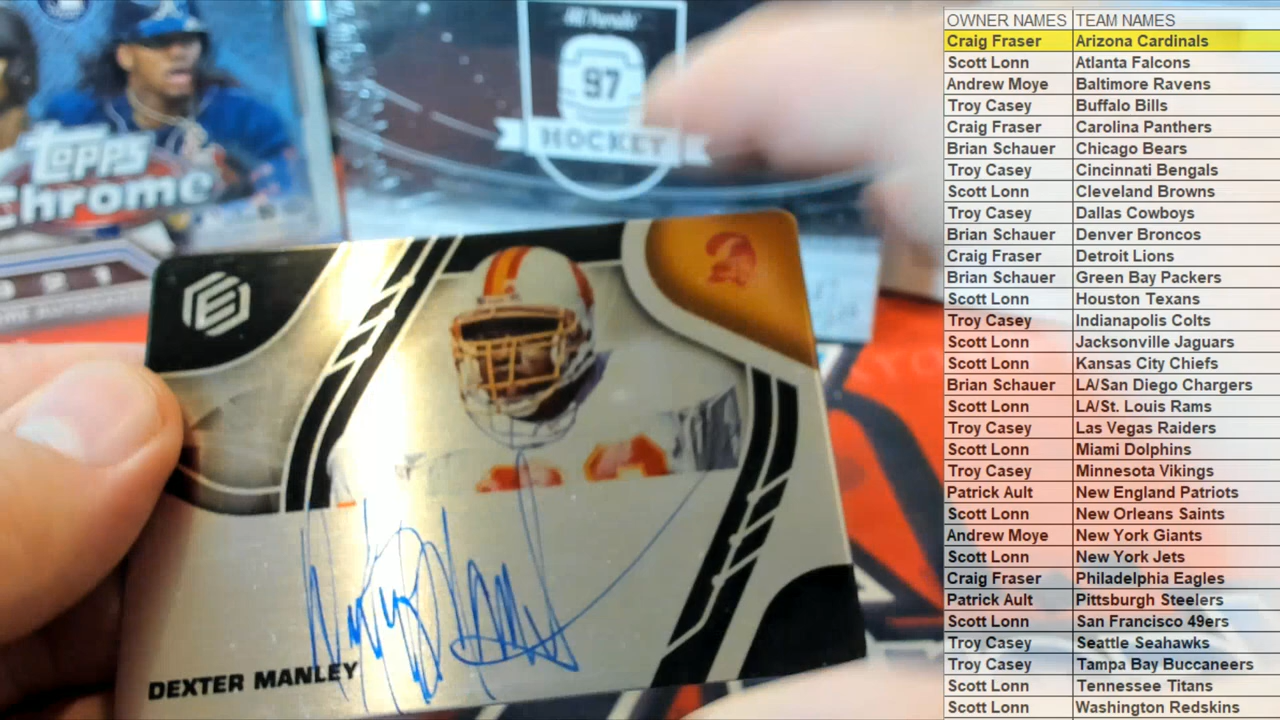 Topps
Chrome
97
HOCKEY
DEXTER MANLEY
OWNER NAMES TEAM NAMES
Craig Fraser Arizona Cardinals
Scott Lonn Atlanta Falcons
Andrew Moye Baltimore Ravens
Troy Casey Buffalo Bills
Craig Fraser Carolina Panthers
Brian Schauer Chicago Bears
Troy Casey Cincinnati Bengals
Scott Lonn Cleveland Browns
Troy Casey Dallas Cowboys
Brian Schauer Denver Broncos
Craig Fraser Detroit Lions
Brian Schauer Green Bay Packers
Scott Lonn Houston Texans
Troy Casey Indianapolis Colts
Scott Lonn Jacksonville Jaguars
Scott Lonn Kansas City Chiefs
Brian Schauer LA/San Diego Chargers
Scott Lonn LA/St. Louis Rams
Troy Casey Las Vegas Raiders
Scott Lonn Miami Dolphins
Troy Casey Minnesota Vikings
Patrick Ault New England Patriots
Scott Lonn New Orleans Saints
Andrew Moye New York Giants
Scott Lonn New York Jets
Craig Fraser Philadelphia Eagles
Patrick Ault Pittsburgh Steelers
Scott Lonn San Francisco 49ers
Troy Casey Seattle Seahawks
Troy Casey Tampa Bay Buccaneers
Scott Lonn Tennessee Titans
Scott Lonn Washington Redskins